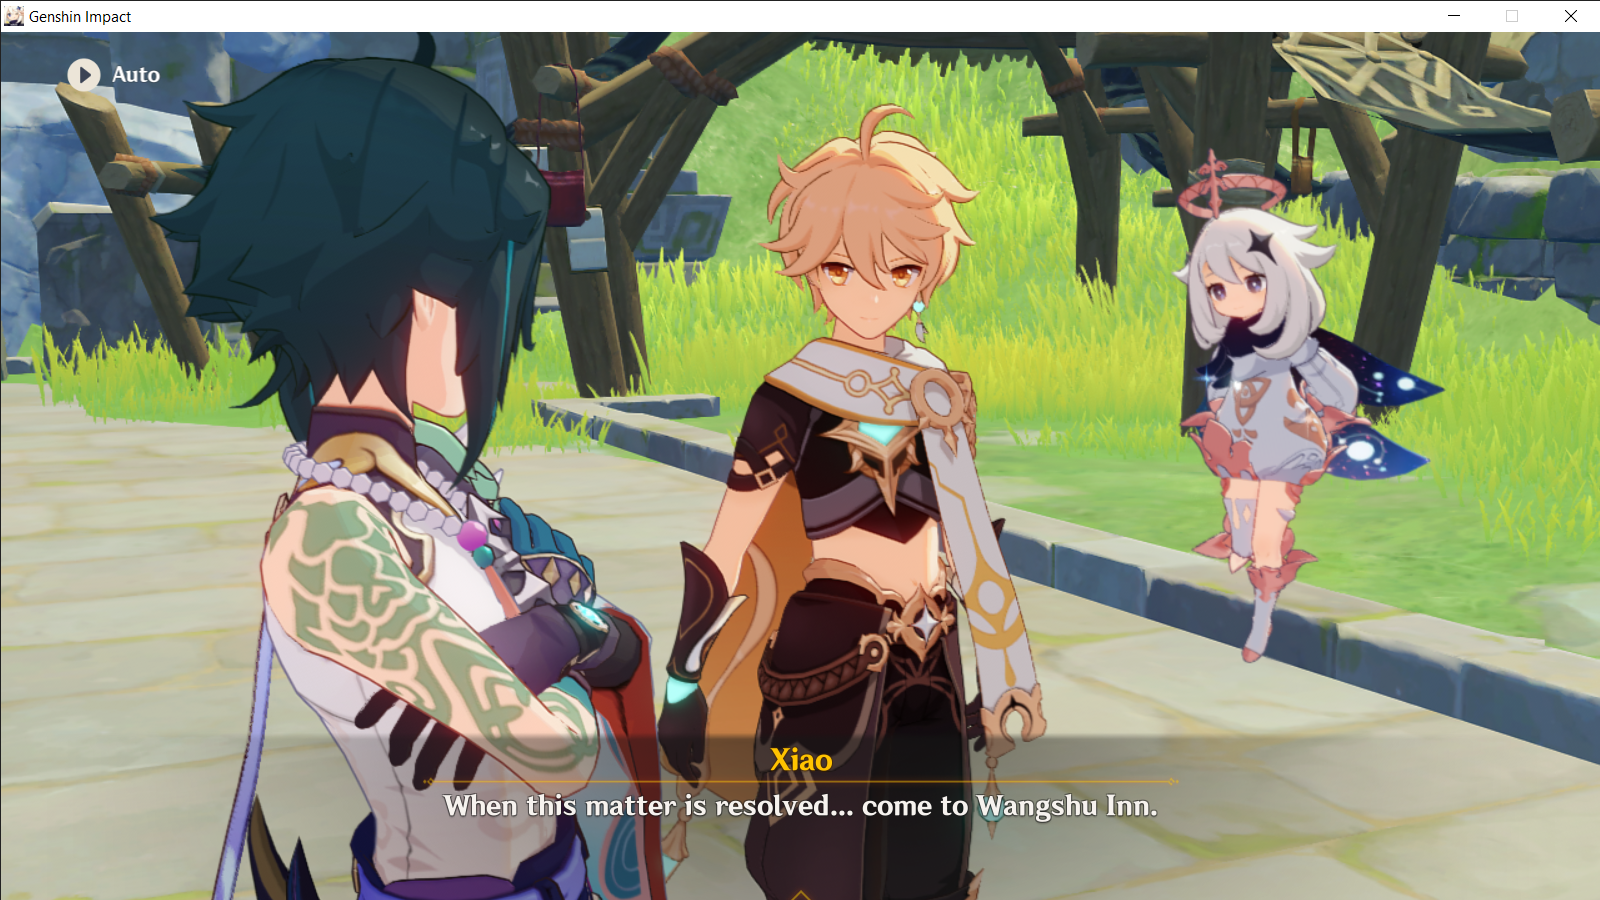 Genshin Impact
Auto
Xiao
When this matter is resolved... come to Wangshu Inn.